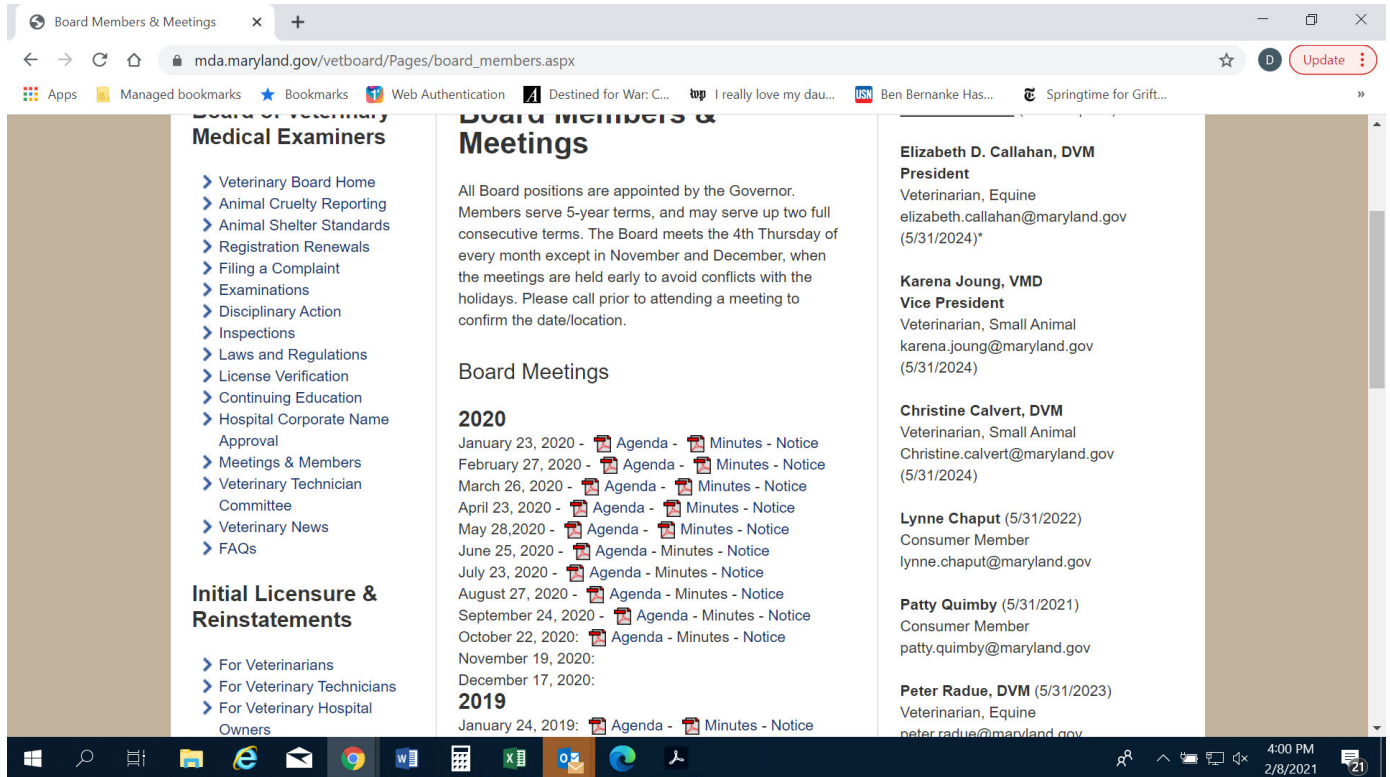 Board Members & Meetings
mda.maryland.gov/vetboard/Pages/board_members.aspx
D
Update
Apps
Managed bookmarks
Bookmarks
Web Authentication
Destined for War: C...
I really love my dau...
Ben Bernanke Has...
Springtime for Grift...
»
Board of Veterinary
Medical Examiners
Veterinary Board Home
Animal Cruelty Reporting
Animal Shelter Standards
Registration Renewals
Filing a Complaint
Examinations
Disciplinary Action
Inspections
Laws and Regulations
License Verification
Continuing Education
Hospital Corporate Name
Approval
Meetings & Members
Veterinary Technician
Committee
Veterinary News
FAQs
Initial Licensure &
Reinstatements
For Veterinarians
For Veterinary Technicians
For Veterinary Hospital
Owners
Board Members &
Meetings
All Board positions are appointed by the Governor.
Members serve 5-year terms, and may serve up two full
consecutive terms. The Board meets the 4th Thursday of
every month except in November and December, when
the meetings are held early to avoid conflicts with the
holidays. Please call prior to attending a meeting to
confirm the date/location.
Board Meetings
2020
January 23, 2020 - Agenda - Minutes - Notice
February 27, 2020 - Agenda - Minutes - Notice
March 26, 2020 - Agenda - Minutes - Notice
April 23, 2020 - Agenda - Minutes - Notice
May 28,2020 - Agenda - Minutes - Notice
June 25, 2020 - Agenda - Minutes - Notice
July 23, 2020 - Agenda - Minutes - Notice
August 27, 2020 - Agenda - Minutes - Notice
September 24, 2020 - Agenda - Minutes - Notice
October 22, 2020: Agenda - Minutes - Notice
November 19, 2020:
December 17, 2020:
2019
January 24, 2019: Agenda - Minutes - Notice
Elizabeth D. Callahan, DVM
President
Veterinarian, Equine
elizabeth.callahan@maryland.gov
(5/31/2024)*
Karena Joung, VMD
Vice President
Veterinarian, Small Animal
karena.joung@maryland.gov
(5/31/2024)
Christine Calvert, DVM
Veterinarian, Small Animal
Christine.calvert@maryland.gov
(5/31/2024)
Lynne Chaput (5/31/2022)
Consumer Member
lynne.chaput@maryland.gov
Patty Quimby (5/31/2021)
Consumer Member
patty.quimby@maryland.gov
Peter Radue, DVM (5/31/2023)
Veterinarian, Equine
peter.radue@maryland.gov
4:00 PM
2/8/2021
21